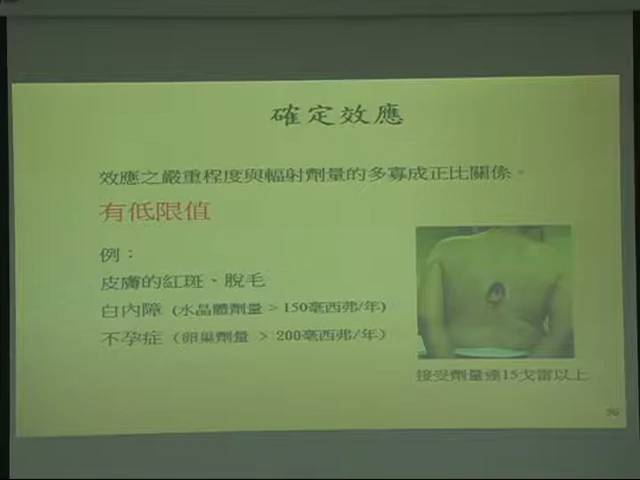 確定效應
效應之嚴重程度與輻射劑量的多寡成正比關係。
有低限值
例：
皮膚的紅斑、脫毛
白內障 (水晶體劑量 > 150毫西弗/年)
不孕症 (卵巢劑量 > 200毫西弗/年)
接受劑量達15戈雷以上